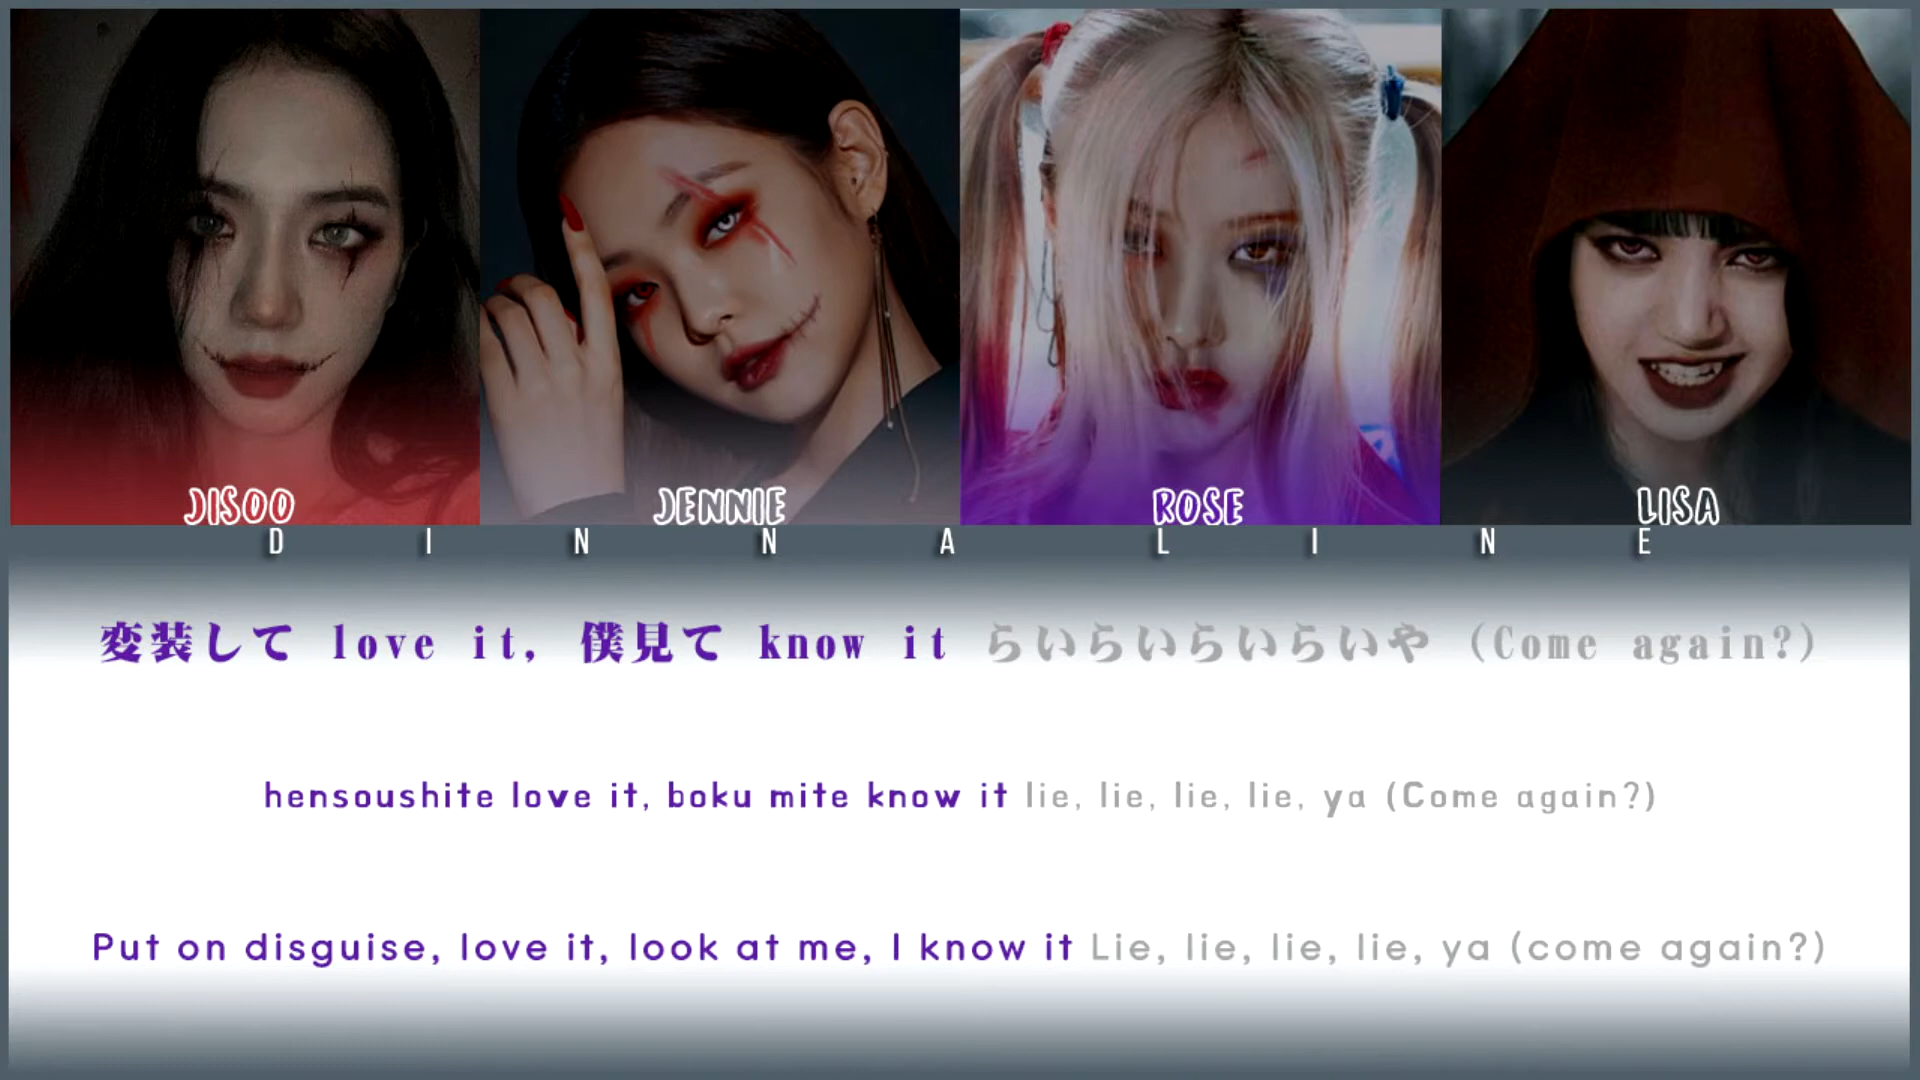 JISOO JENNIE ROSE LISA
D I N N A L I N E
変装して love it, 僕見て know it らいらいらいらいや (Come again?)
hensoushite love it, boku mite know it lie, lie, lie, lie, ya (Come again?)
Put on disguise, love it, look at me, I know it Lie, lie, lie, lie, ya (come again?)